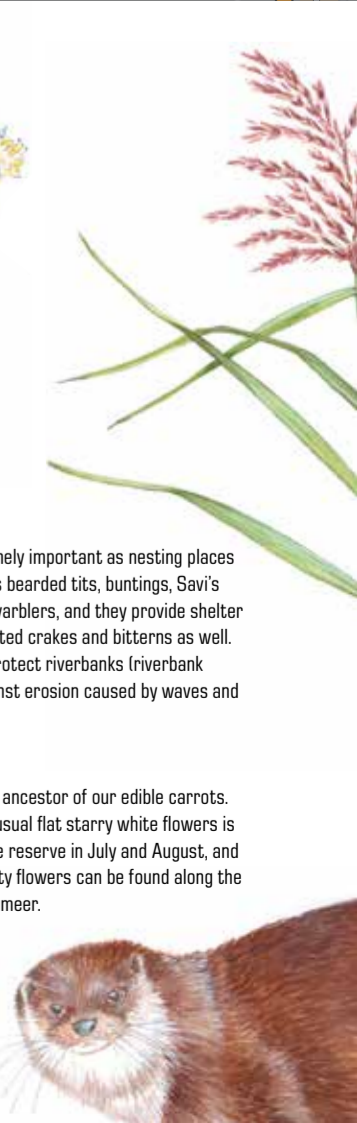 nely important as nesting places
s bearded tits, buntings, Savi's
warblers, and they provide shelter
ted crakes and bitterns as well.
rotect riverbanks (riverbank
nst erosion caused by waves and
ancestor of our edible carrots.
usual flat starry white flowers is
e reserve in July and August, and
ty flowers can be found along the
meer.